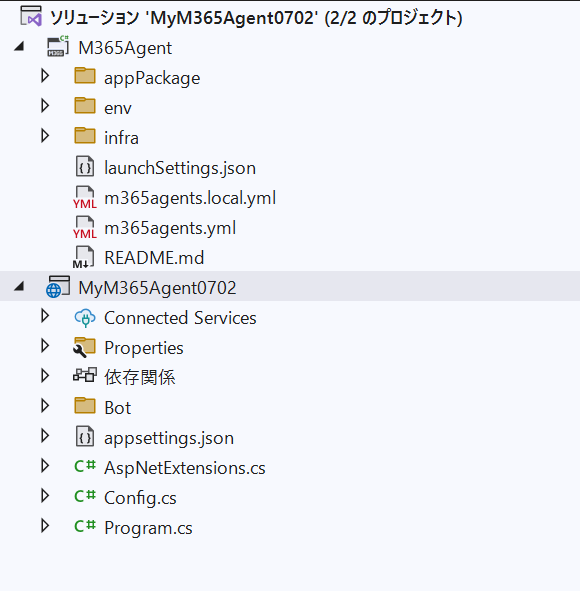 ソリューション 'MyM365Agent0702' (2/2 のプロジェクト)
M365Agent
appPackage
env
infra
launchSettings.json
YML m365agents.local.yml
YML m365agents.yml
M↓ README.md
MyM365Agent0702
Connected Services
Properties
依存関係
Bot
appsettings.json
C# AspNetExtensions.cs
C# Config.cs
C# Program.cs